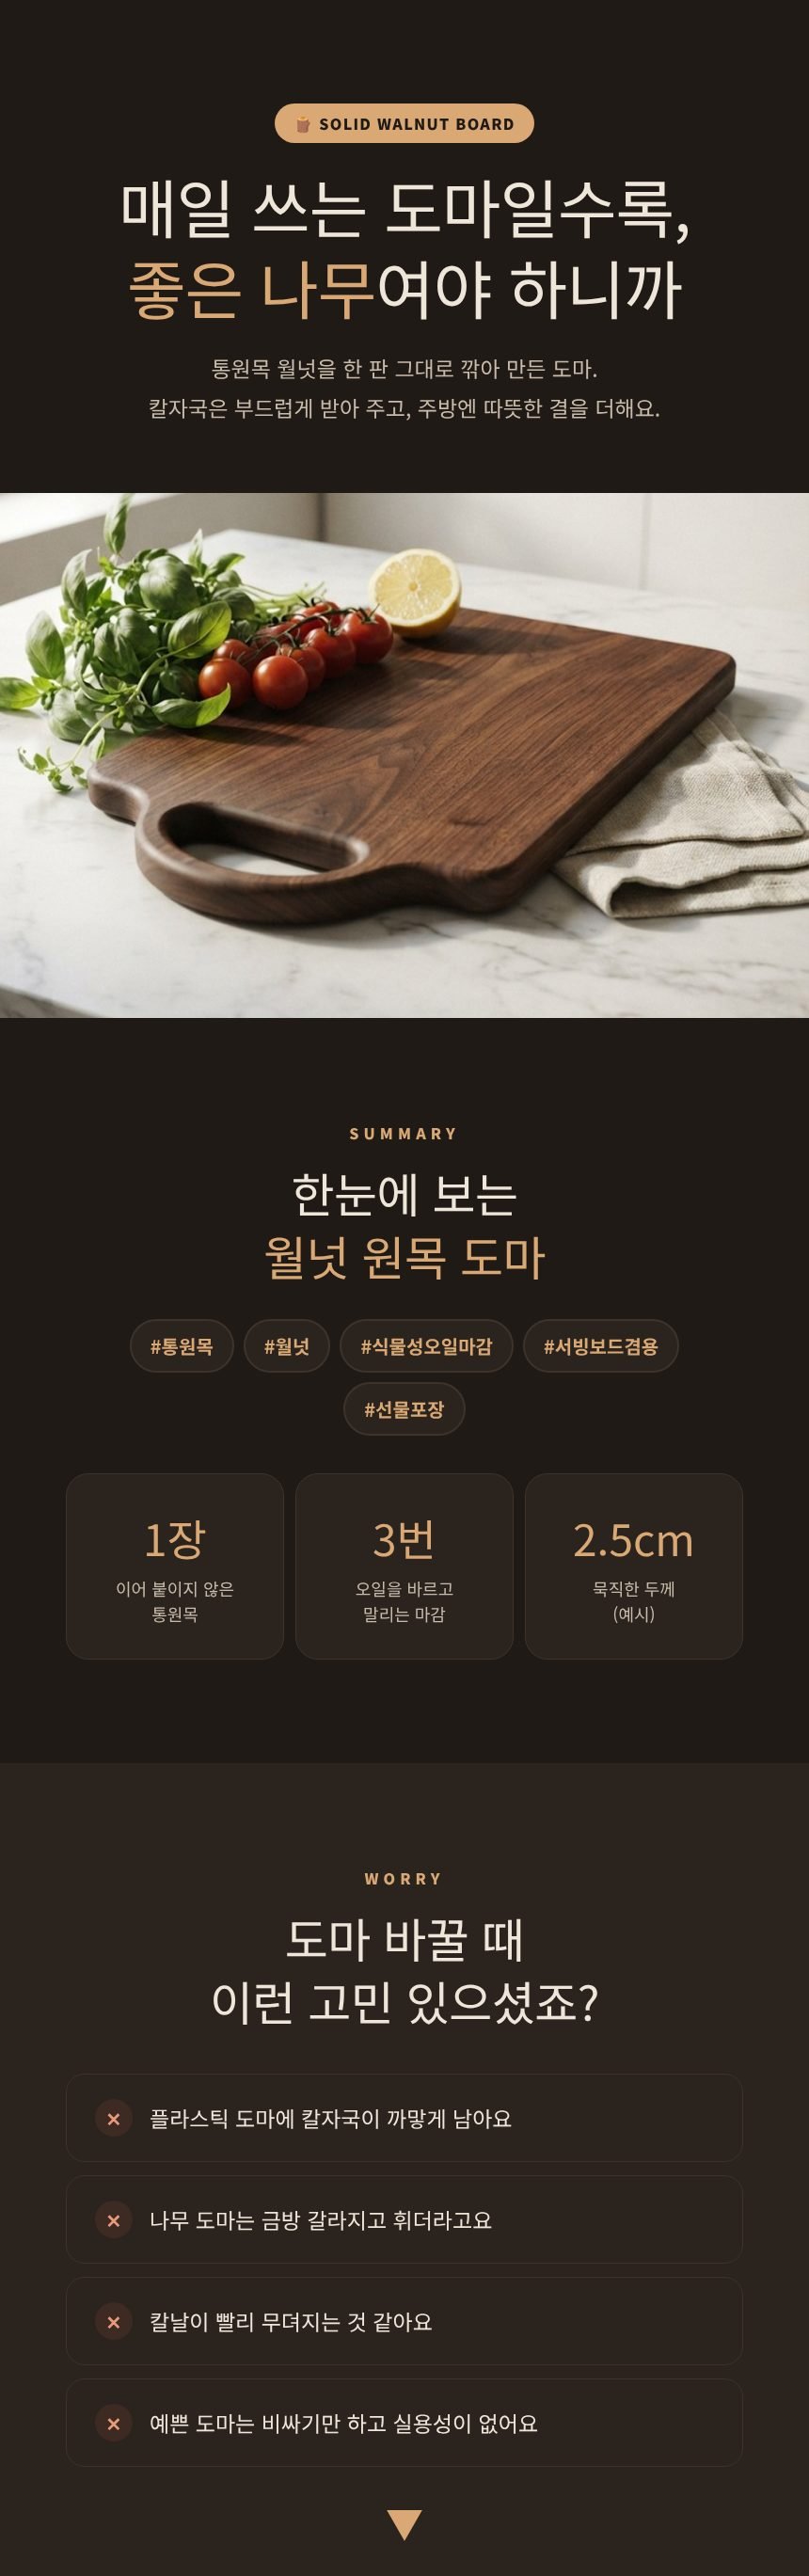 SOLID WALNUT BOARD
매일 쓰는 도마일수록,
좋은 나무여야 하니까
통원목 월넛을 한 판 그대로 깎아 만든 도마.
칼자국은 부드럽게 받아 주고, 주방엔 따뜻한 결을 더해요.
SUMMARY
한눈에 보는
월넛 원목 도마
#통원목 #월넛 #식물성오일마감 #서빙보드겸용
#선물포장
1장
이어 붙이지 않은
통원목
3번
오일을 바르고
말리는 마감
2.5cm
묵직한 두께
(예시)
WORRY
도마 바꿀 때
이런 고민 있으셨죠?
플라스틱 도마에 칼자국이 까맣게 남아요
나무 도마는 금방 갈라지고 휘더라고요
칼날이 빨리 무뎌지는 것 같아요
예쁜 도마는 비싸기만 하고 실용성이 없어요